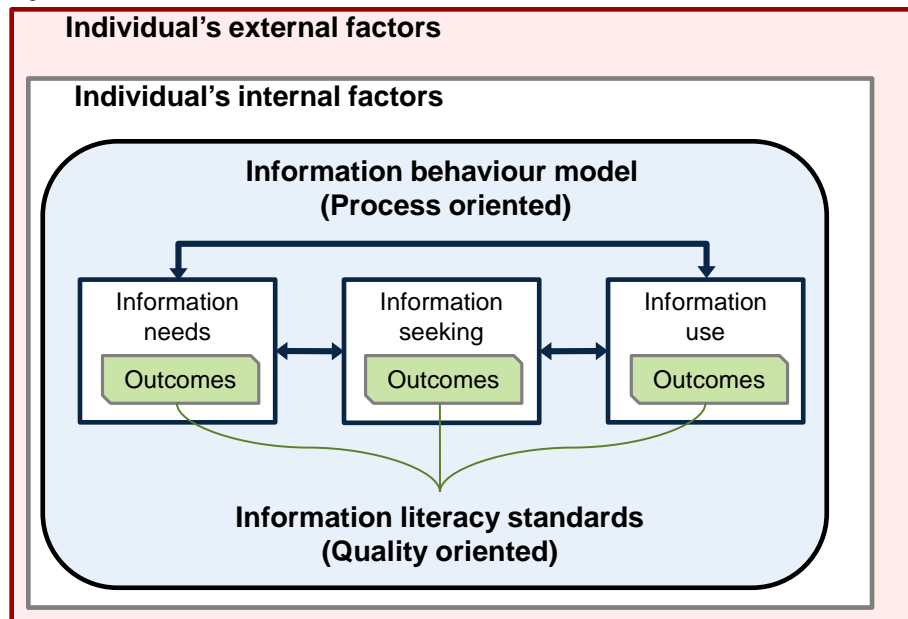 Individual’s external factors
Individual’s internal factors
Information behaviour model
(Process oriented)
Information
needs
Outcomes
Information
seeking
Outcomes
Information
use
Outcomes
Information literacy standards
(Quality oriented)